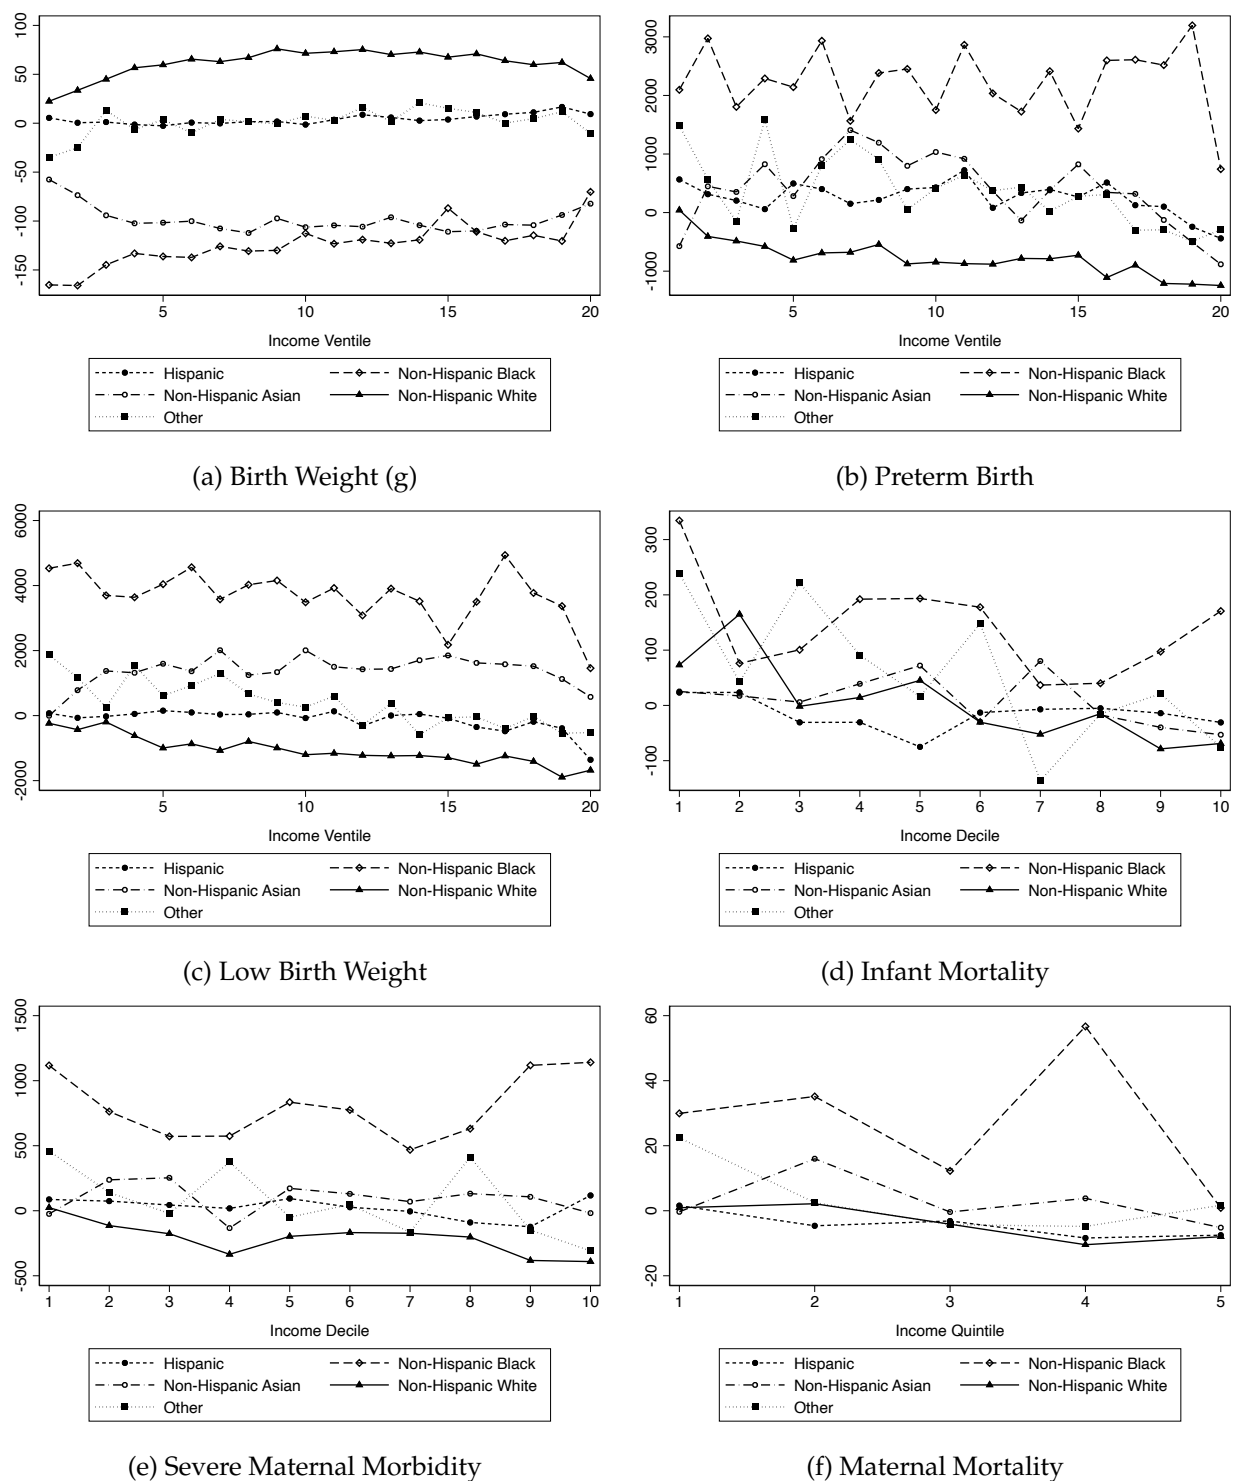 100
50
0
-50
-100
-150
5
10
15
20
Income Ventile
Hispanic
Non-Hispanic Black
Non-Hispanic Asian
Non-Hispanic White
Other
(a) Birth Weight (g)
3000
2000
1000
0
-1000
5
10
15
20
Income Ventile
Hispanic
Non-Hispanic Black
Non-Hispanic Asian
Non-Hispanic White
Other
(b) Preterm Birth
6000
4000
2000
0
-2000
5
10
15
20
Income Ventile
Hispanic
Non-Hispanic Black
Non-Hispanic Asian
Non-Hispanic White
Other
(c) Low Birth Weight
300
200
100
0
-100
1
2
3
4
5
6
7
8
9
10
Income Decile
Hispanic
Non-Hispanic Black
Non-Hispanic Asian
Non-Hispanic White
Other
(d) Infant Mortality
1500
1000
500
0
-500
1
2
3
4
5
6
7
8
9
10
Income Decile
Hispanic
Non-Hispanic Black
Non-Hispanic Asian
Non-Hispanic White
Other
(e) Severe Maternal Morbidity
60
40
20
0
-20
1
2
3
4
5
Income Quintile
Hispanic
Non-Hispanic Black
Non-Hispanic Asian
Non-Hispanic White
Other
(f) Maternal Mortality